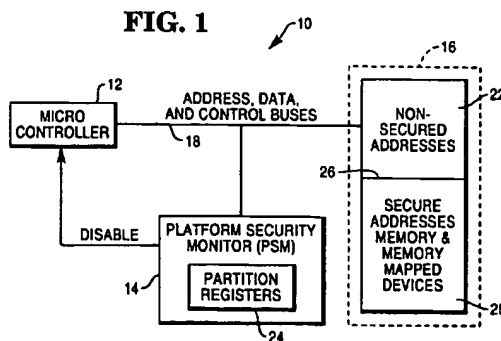 FIG. 1
10
16
12
22
MICRO
CONTROLLER
ADDRESS, DATA,
AND CONTROL BUSES
18
NON-
SECURED
ADDRESSES
26
DISABLE
PLATFORM SECURITY
MONITOR (PSM)
14
PARTITION
REGISTERS
24
SECURE
ADDRESSES
MEMORY &
MEMORY
MAPPED
DEVICES